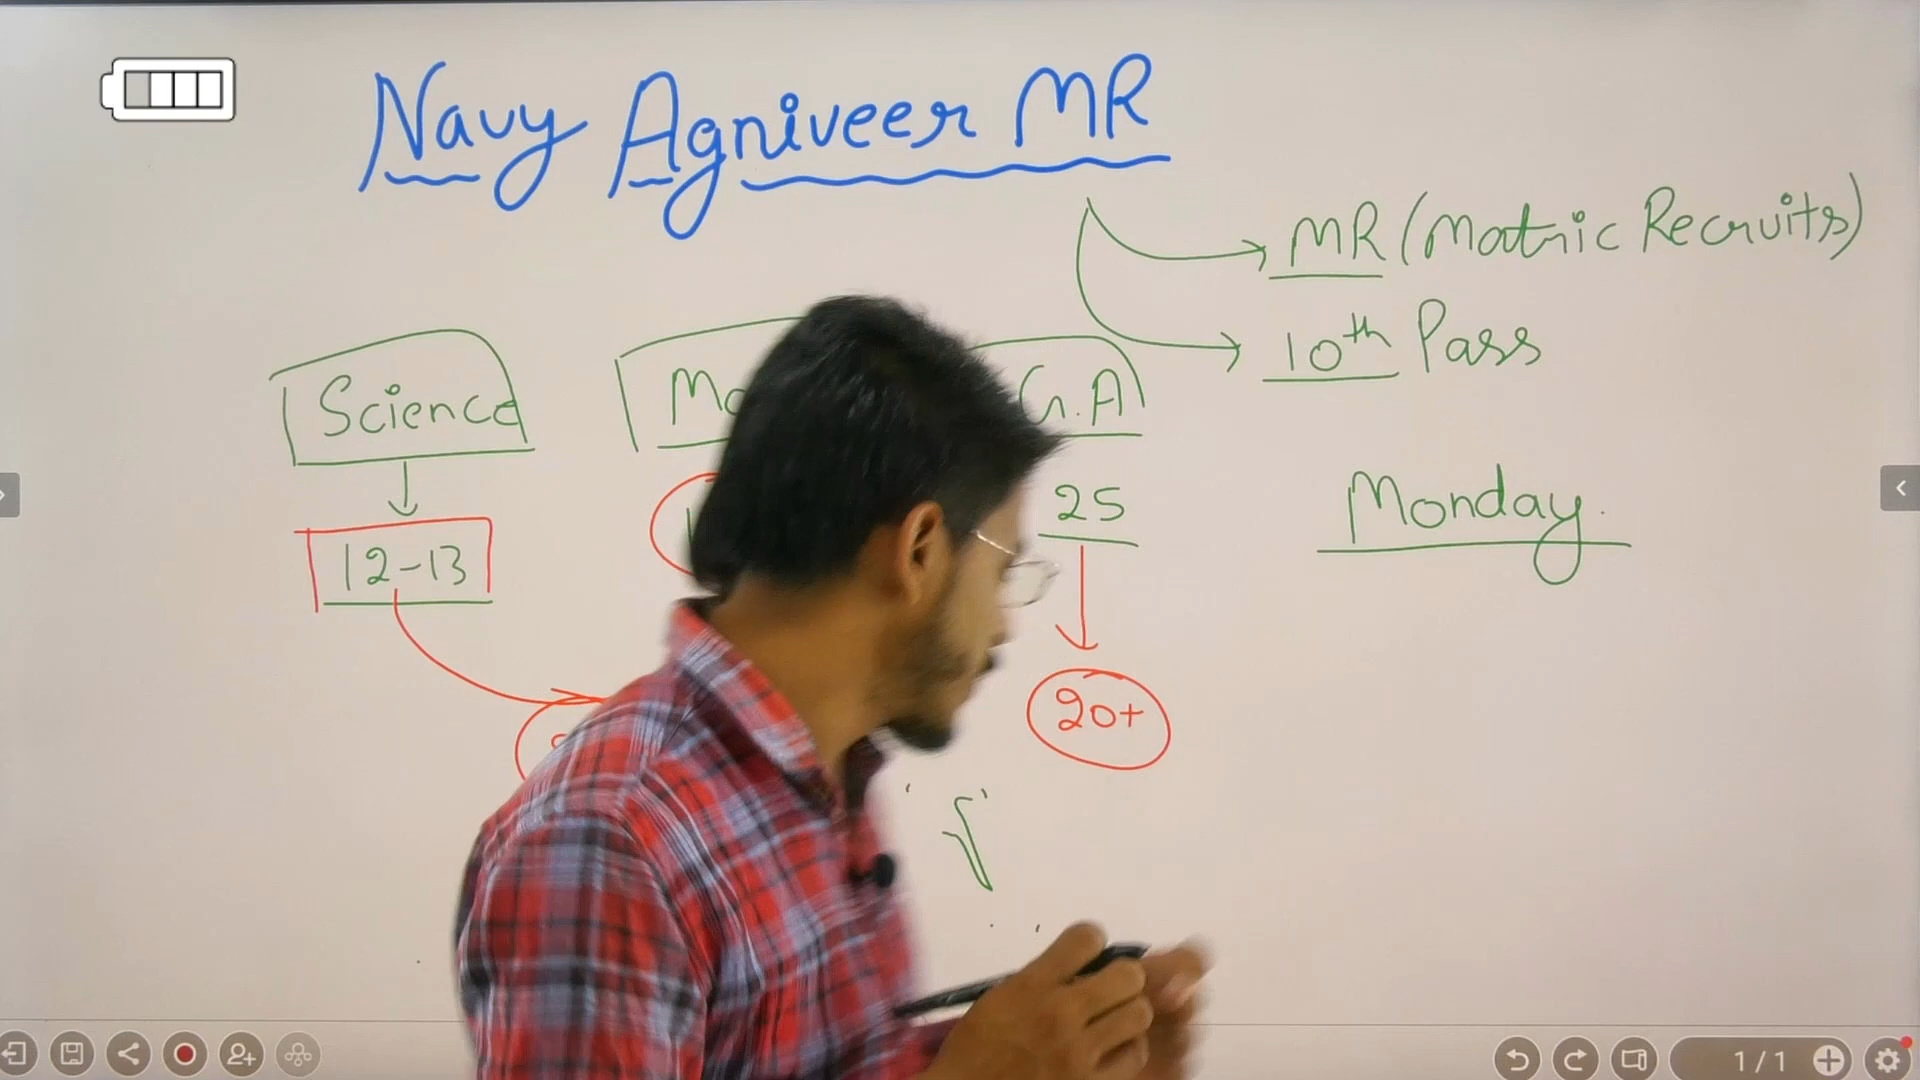 Navy Agniveer MR
MR (Matric Recruits)
10th Pass
Science
G.A
12-13
25
Monday.
20+
1/1